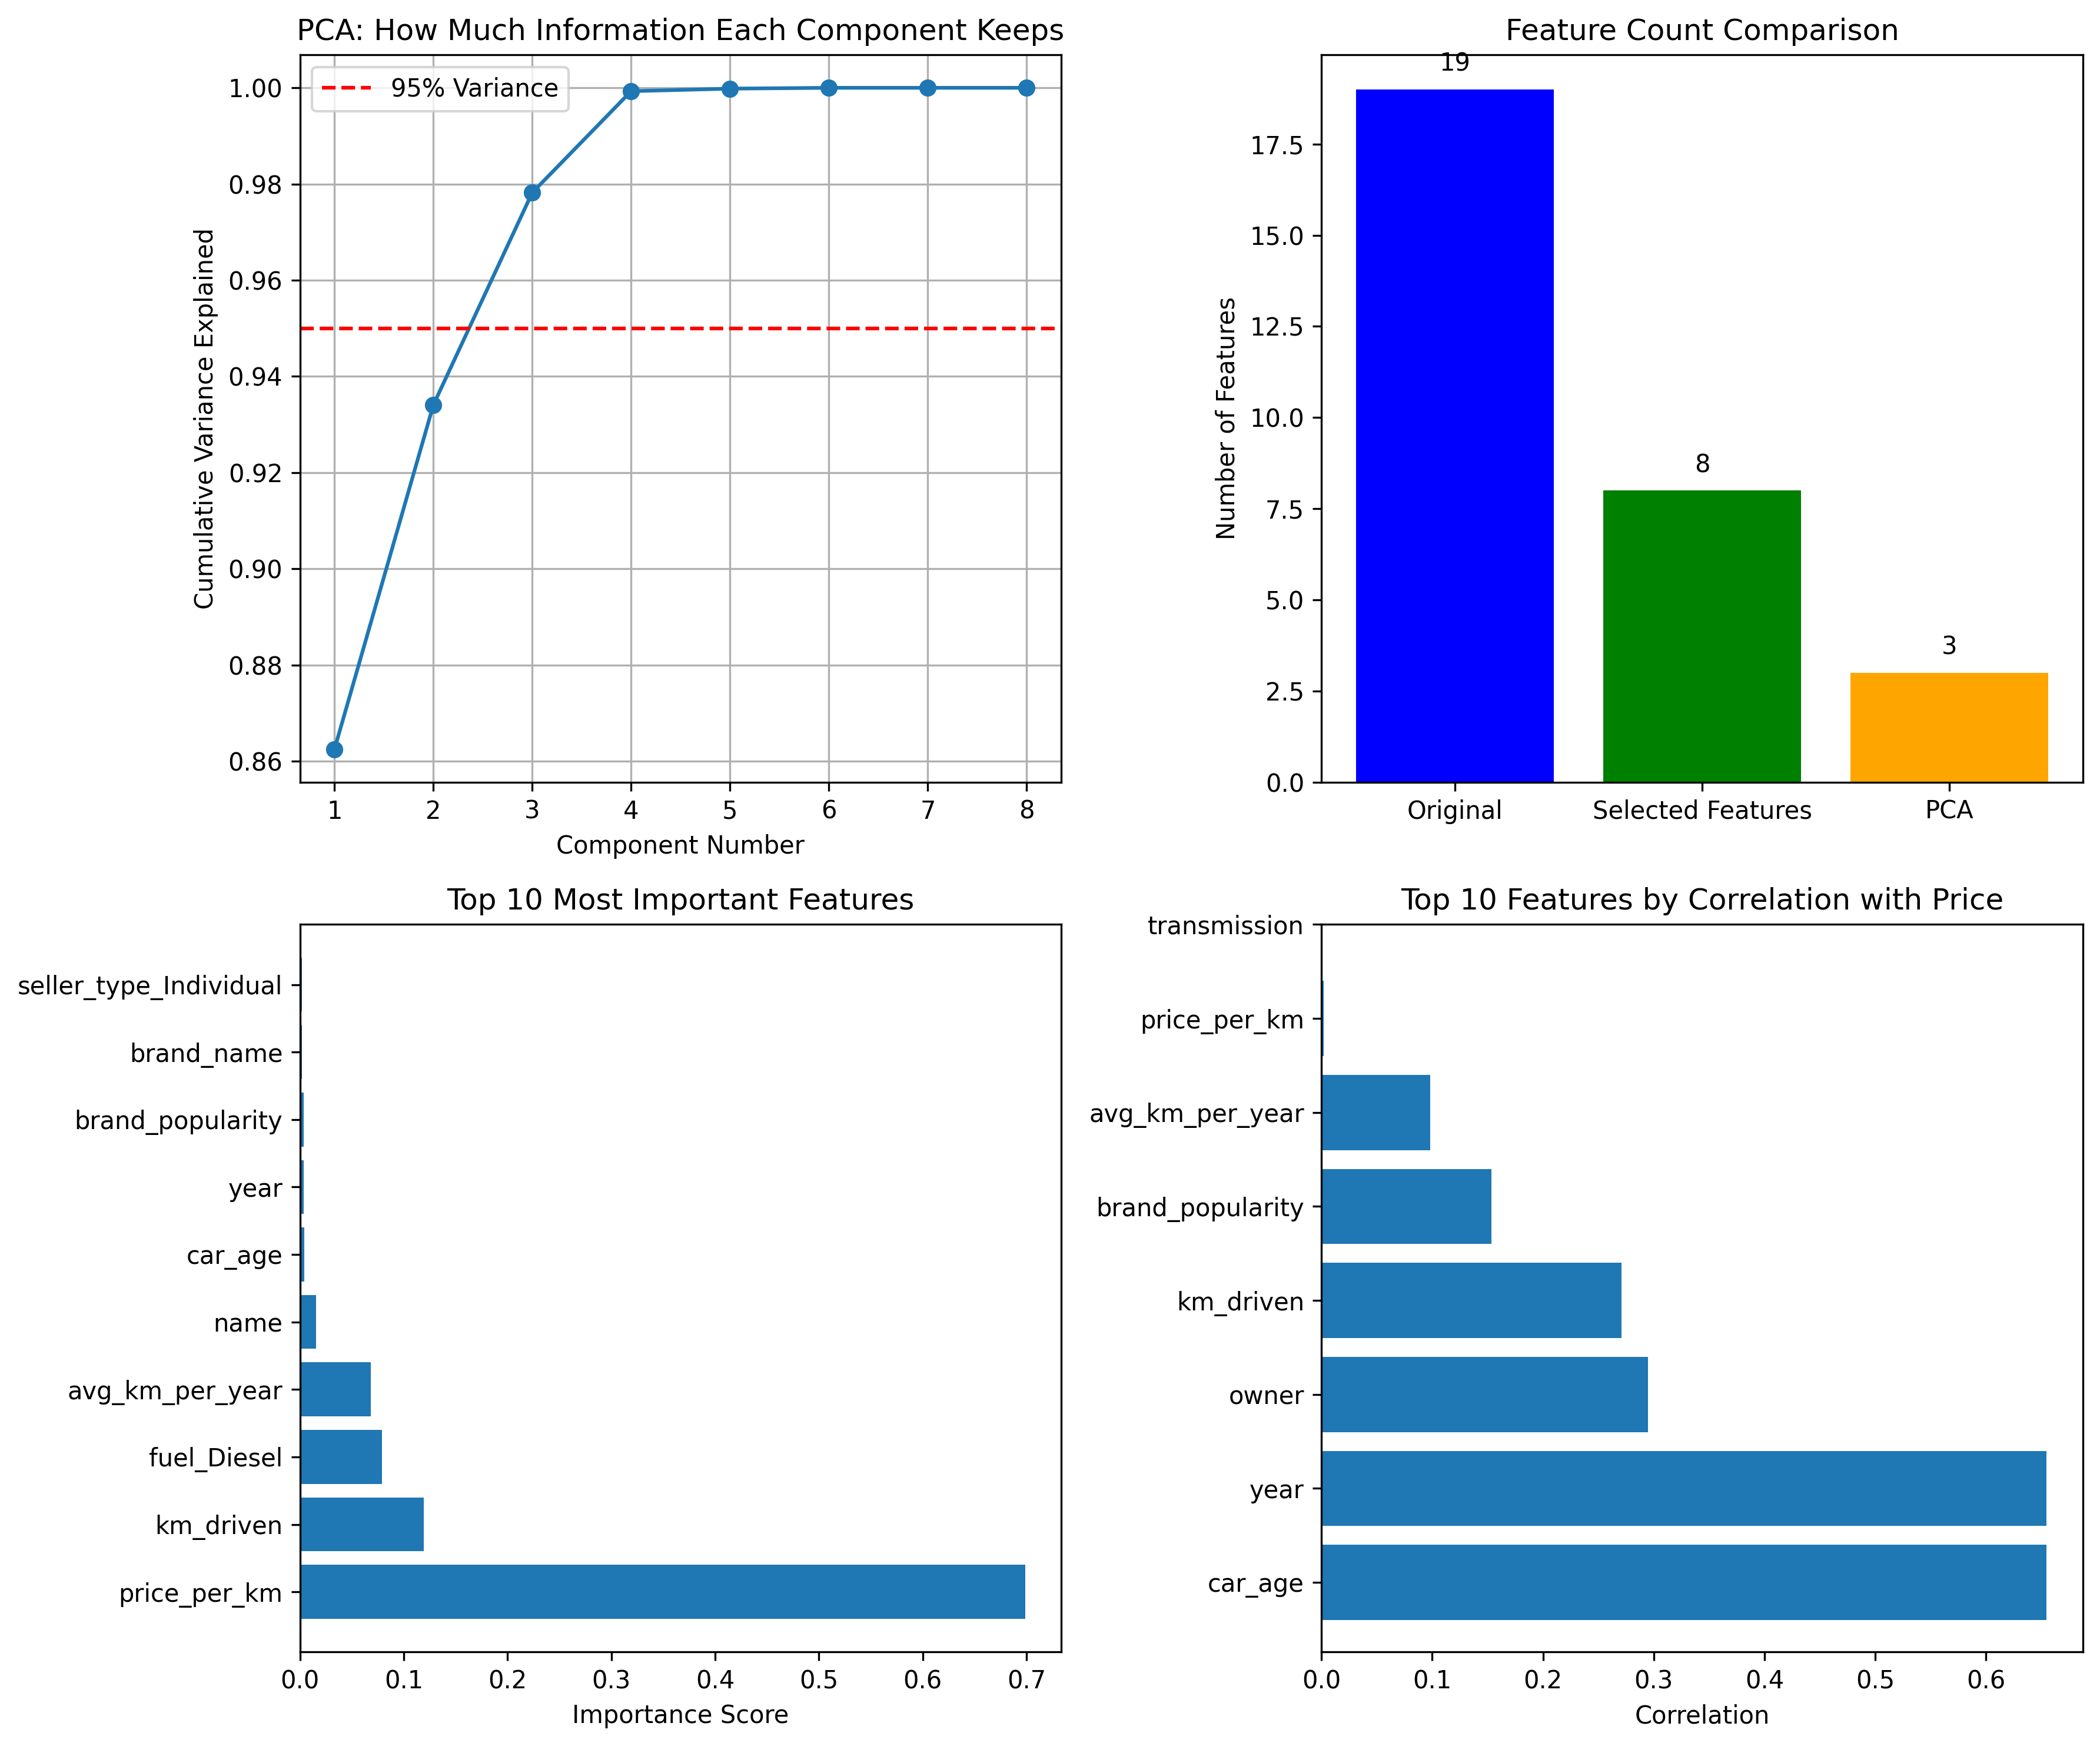 PCA: How Much Information Each Component Keeps
95% Variance
1.00
0.98
0.96
0.94
0.92
0.90
0.88
0.86
Cumulative Variance Explained
1 2 3 4 5 6 7 8
Component Number
Feature Count Comparison
19
8
3
17.5
15.0
12.5
10.0
7.5
5.0
2.5
0.0
Number of Features
Original Selected Features PCA
Top 10 Most Important Features
seller_type_Individual
brand_name
brand_popularity
year
car_age
name
avg_km_per_year
fuel_Diesel
km_driven
price_per_km
0.0 0.1 0.2 0.3 0.4 0.5 0.6 0.7
Importance Score
Top 10 Features by Correlation with Price
transmission
price_per_km
avg_km_per_year
brand_popularity
km_driven
owner
year
car_age
0.0 0.1 0.2 0.3 0.4 0.5 0.6
Correlation